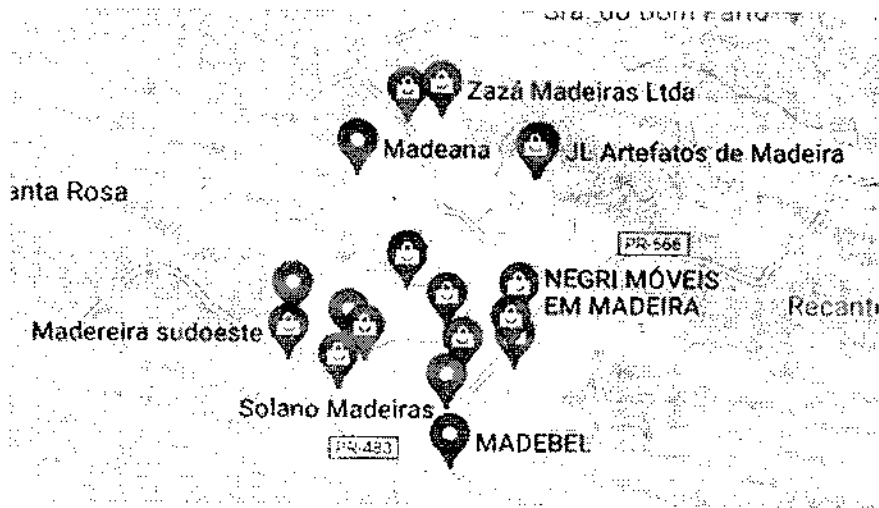 Zazá Madeiras Ltda
Madeana
JL Artefatos de Madeira
anta Rosa
PR-566
NEGRI MÓVEIS
EM MADEIRA
Recant
Madereira sudoeste
Solano Madeiras
PR-483
MADEBEL